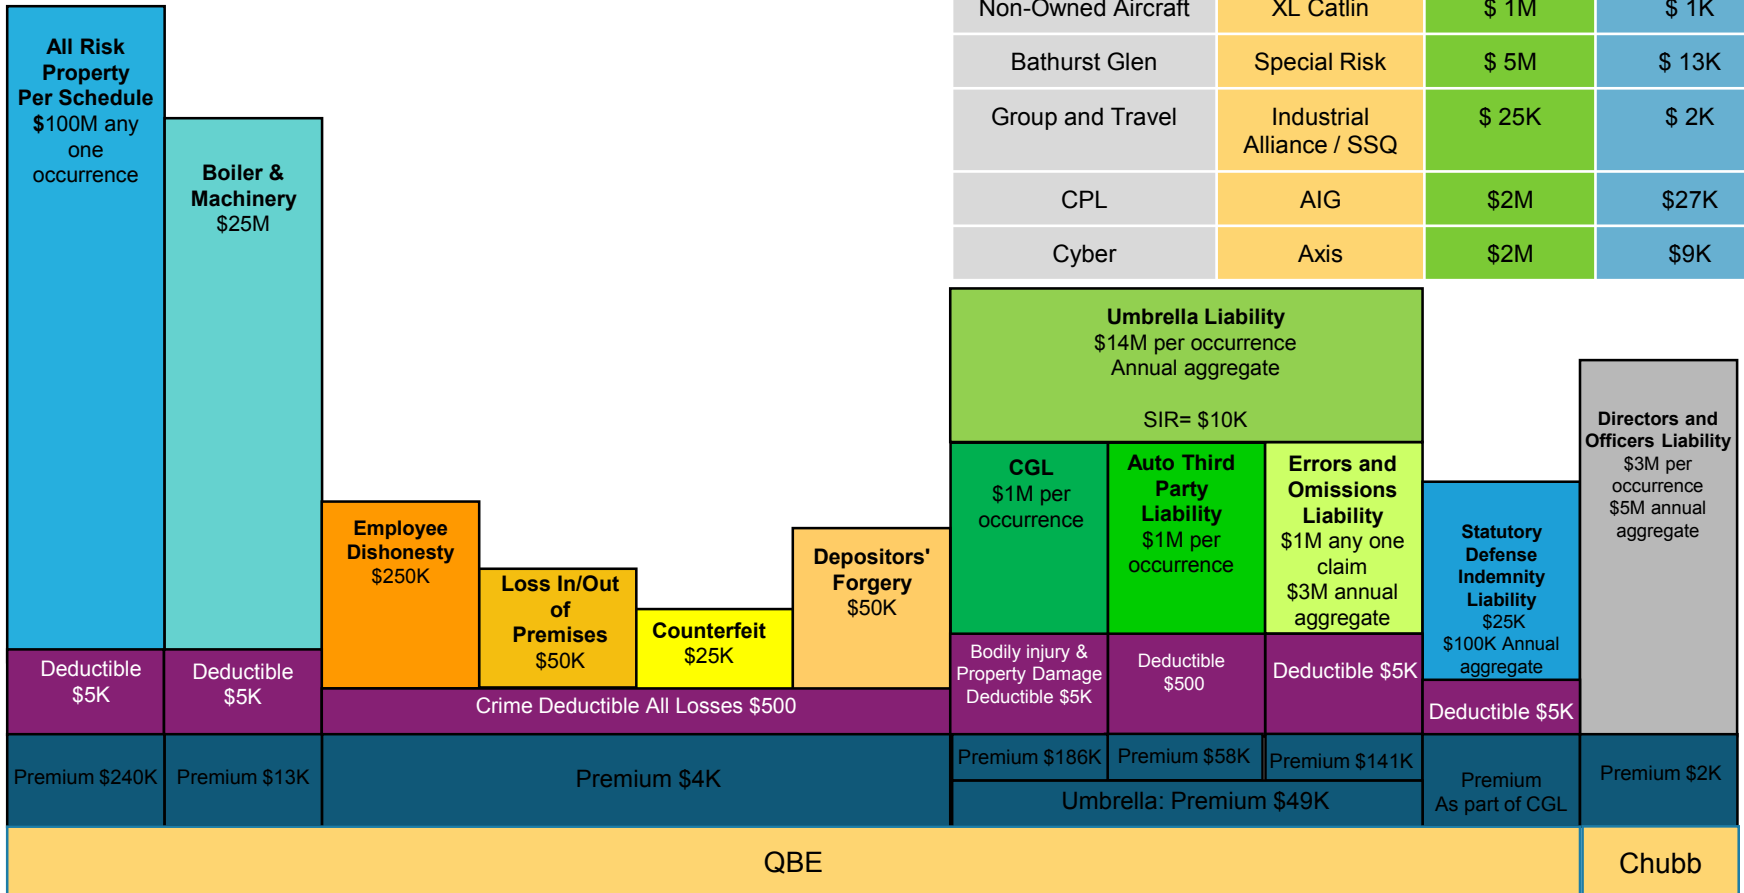 Non-Owned Aircraft XL Catlin $ 1M $ 1K
Bathurst Glen Special Risk $ 5M $ 13K
Group and Travel Industrial $ 25K $ 2K
Alliance / SSQ
CPL AIG $2M $27K
Cyber Axis $2M $9K
All Risk
Property
Per Schedule
$100M any
one
occurrence
Boiler &
Machinery
$25M
Employee
Dishonesty
$250K
Loss In/Out
of
Premises
$50K
Counterfeit
$25K
Depositors'
Forgery
$50K
Umbrella Liability
$14M per occurrence
Annual aggregate
SIR= $10K
CGL
$1M per
occurrence
Auto Third
Party
Liability
$1M per
occurrence
Errors and
Omissions
Liability
$1M any one
claim
$3M annual
aggregate
Statutory
Defense
Indemnity
Liability
$25K
$100K Annual
aggregate
Directors and
Officers Liability
$3M per
occurrence
$5M annual
aggregate
Deductible
$5K
Deductible
$5K
Crime Deductible All Losses $500
Bodily injury &
Property Damage
Deductible $5K
Deductible
$500
Deductible $5K
Deductible $5K
Premium $240K
Premium $13K
Premium $4K
Premium $186K
Premium $58K
Premium $141K
Umbrella: Premium $49K
Premium
As part of CGL
Premium $2K
QBE
Chubb